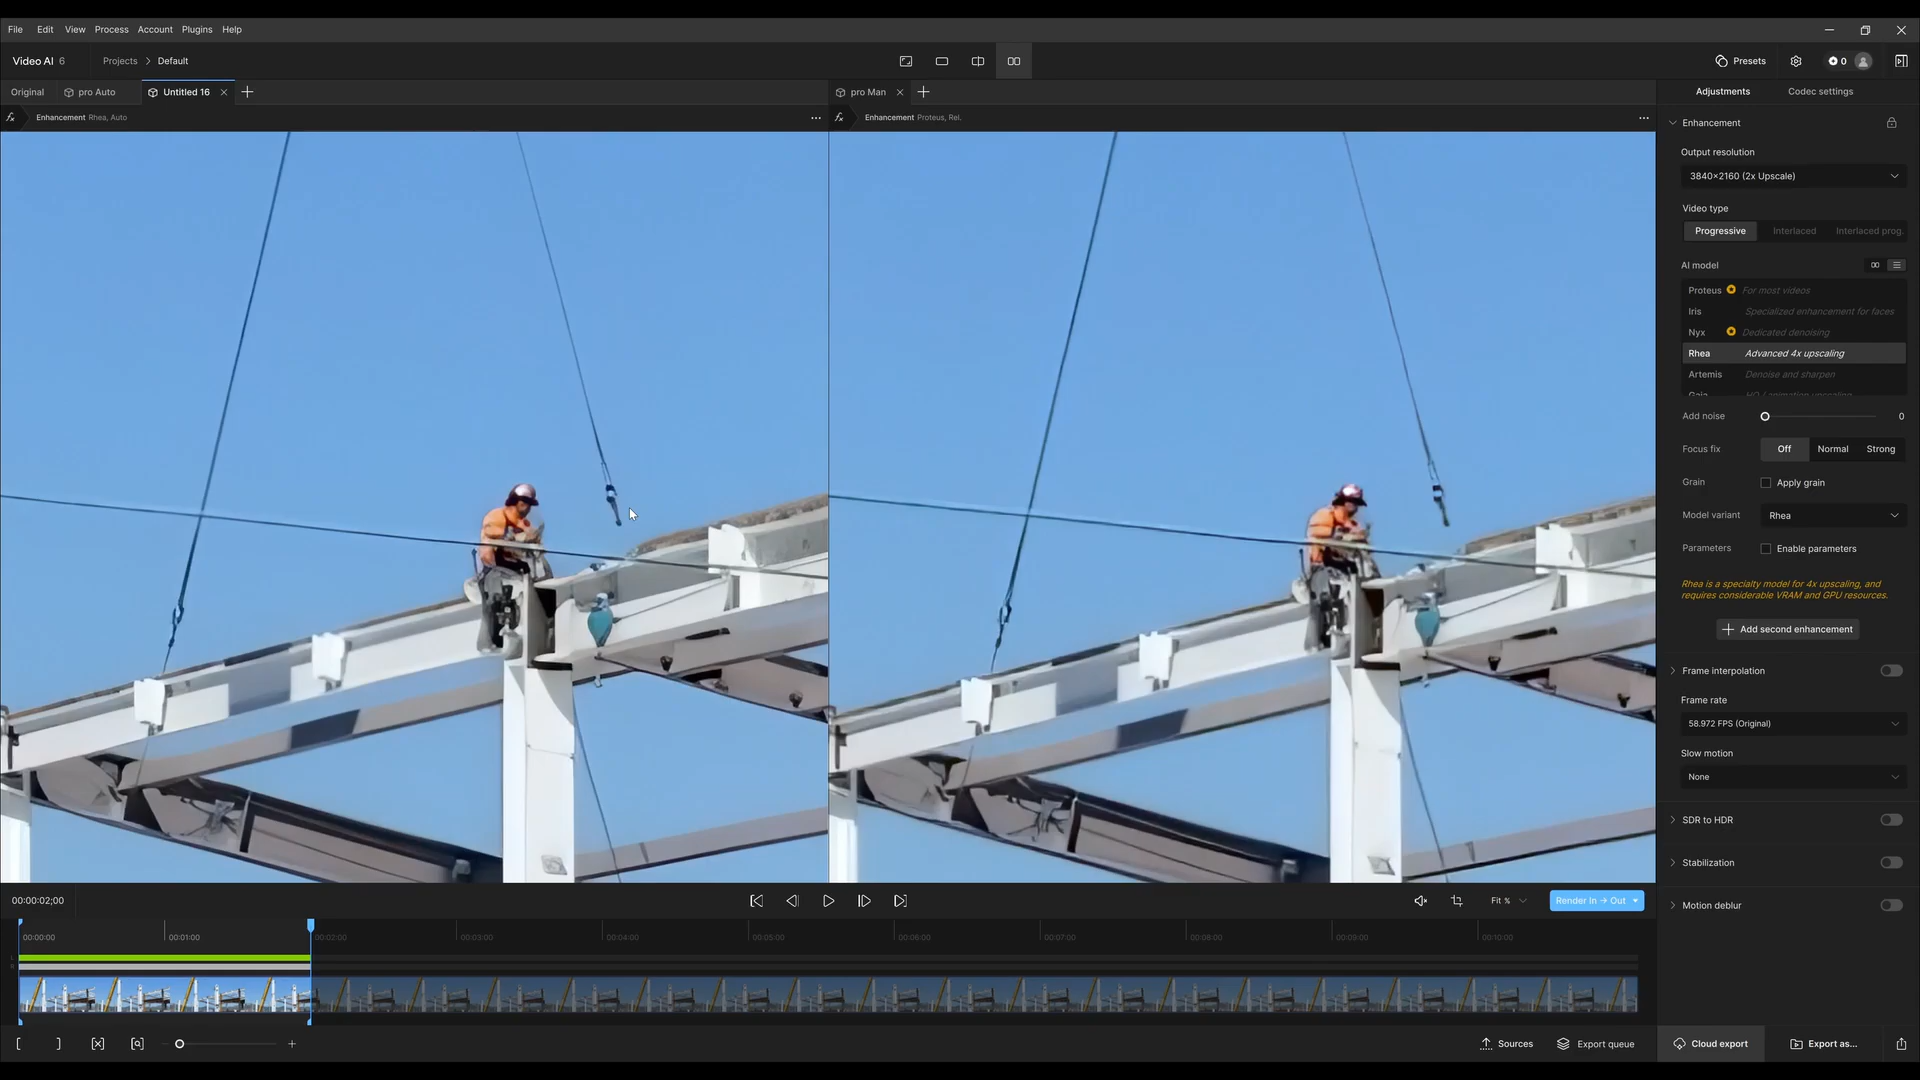 File Edit View Process Account Plugins Help
Video AI 6 Projects Default Presets 0
Original pro Auto Untitled 16 pro Man Adjustments Codec settings
Enhancement Rhea, Auto Enhancement Proteus, Rel.
Enhancement
Output resolution
3840×2160 (2x Upscale)
Video type
Progressive Interlaced Interlaced prog.
AI model
Proteus For most videos
Iris Specialized enhancement for faces
Nyx Dedicated denoising
Rhea Advanced 4x upscaling
Artemis Denoise and sharpen
Add noise 0
Focus fix Off Normal Strong
Grain Apply grain
Model variant Rhea
Parameters Enable parameters
Rhea is a specialty model for 4x upscaling, and
requires considerable VRAM and GPU resources.
Add second enhancement
Frame interpolation
Frame rate
58.972 FPS (Original)
Slow motion
None
SDR to HDR
Stabilization
Motion deblur
00:00:02;00 Fit % Render In → Out
00:00:00 00:01:00 00:02:00 00:03:00 00:04:00 00:05:00 00:06:00 00:07:00 00:08:00 00:09:00 00:10:00
Sources Export queue Cloud export Export as...